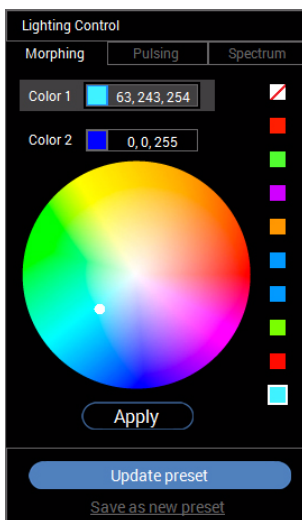 Lighting Control
Morphing Pulsing Spectrum
Color 1 63, 243, 254
Color 2 0, 0, 255
Apply
Update preset
Save as new preset